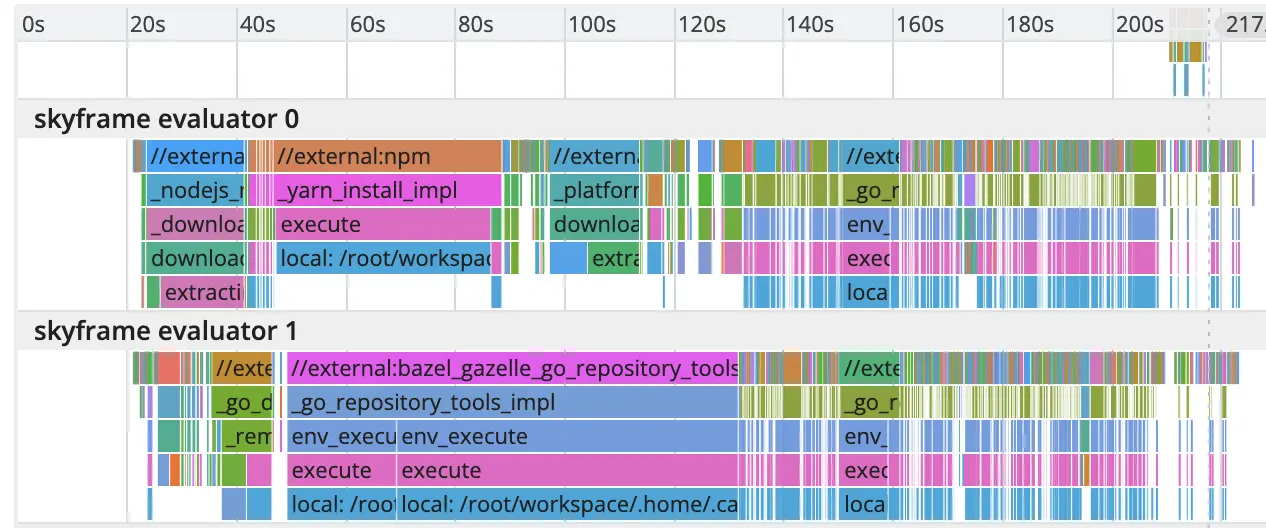 0s 20s 40s 60s 80s 100s 120s 140s 160s 180s 200s 217.
skyframe evaluator 0
//externa //external:npm //extern //exte
_nodejs_r _yarn_install_impl _platforr _go_r
_downloa execute downloa env_
downloac local: /root/workspac extra exec
extracti loca
skyframe evaluator 1
//exte //external:bazel_gazelle_go_repository_tools //exte
_go_d _go_repository_tools_impl _go_r
_rem env_execu env_execute env_
execute execute exec
local: /root local: /root/workspace/.home/.ca loca